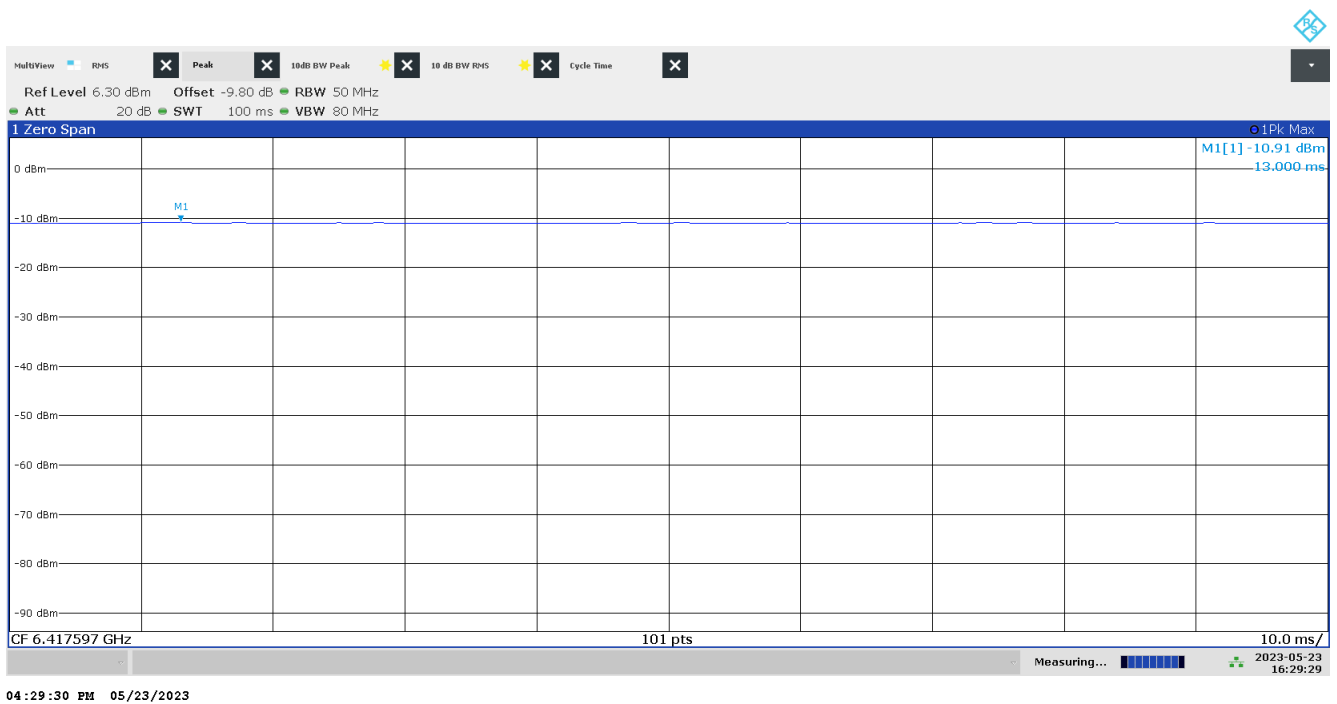 R&S
MultiView RMS Peak 10dB BW Peak 10 dB BW RMS Cycle Time
Ref Level 6.30 dBm Offset -9.80 dB RBW 50 MHz
Att 20 dB SWT 100 ms VBW 80 MHz
1 Zero Span 1Pk Max
M1[1] -10.91 dBm
13.000 ms
0 dBm
M1
-10 dBm
-20 dBm
-30 dBm
-40 dBm
-50 dBm
-60 dBm
-70 dBm
-80 dBm
-90 dBm
CF 6.417597 GHz 101 pts 10.0 ms/
Measuring... 2023-05-23
16:29:29
04:29:30 PM 05/23/2023